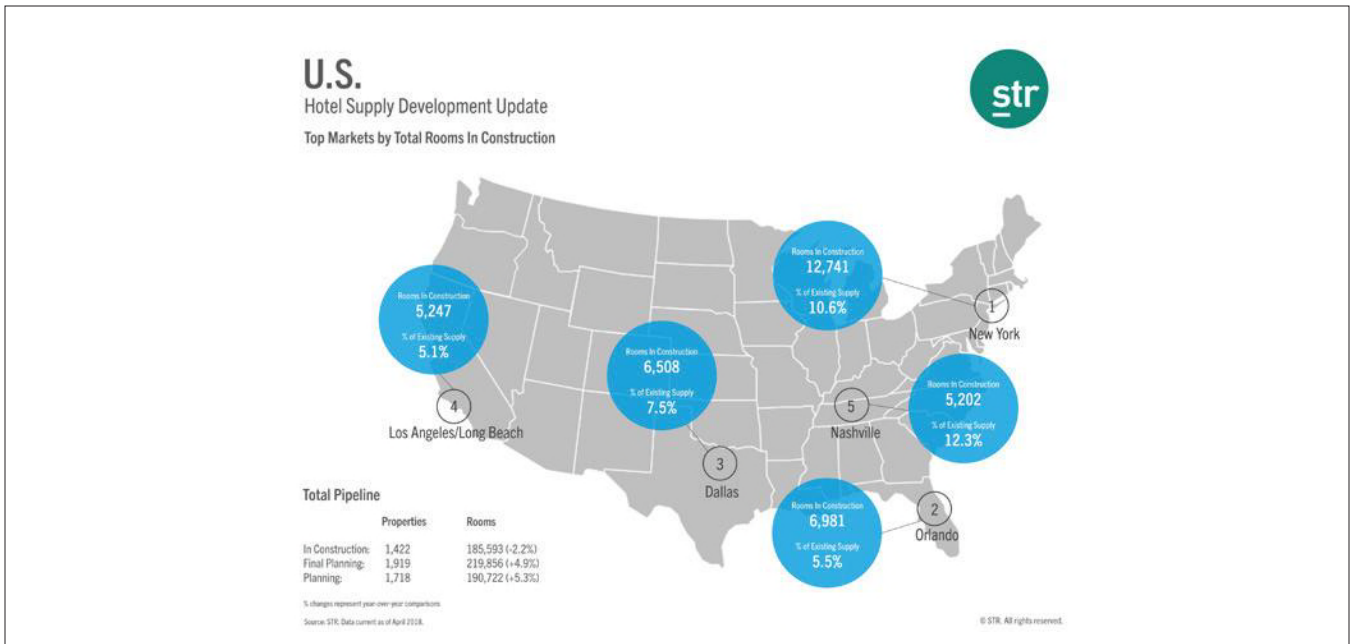 U.S.
Hotel Supply Development Update
Top Markets by Total Rooms In Construction
str
Rooms In Construction
12,741
% of Existing Supply
10.6%
1
New York
Rooms In Construction
5,247
% of Existing Supply
5.1%
4
Los Angeles/Long Beach
Rooms In Construction
6,508
% of Existing Supply
7.5%
3
Dallas
Rooms In Construction
5,202
% of Existing Supply
12.3%
5
Nashville
Rooms In Construction
6,981
% of Existing Supply
5.5%
2
Orlando
Total Pipeline
Properties Rooms
In Construction: 1,422 185,593 (-2.2%)
Final Planning: 1,919 219,856 (+4.9%)
Planning: 1,718 190,722 (+5.3%)
% changes represent year-over-year comparisons
Source: STR. Data current as of April 2018.
© STR. All rights reserved.